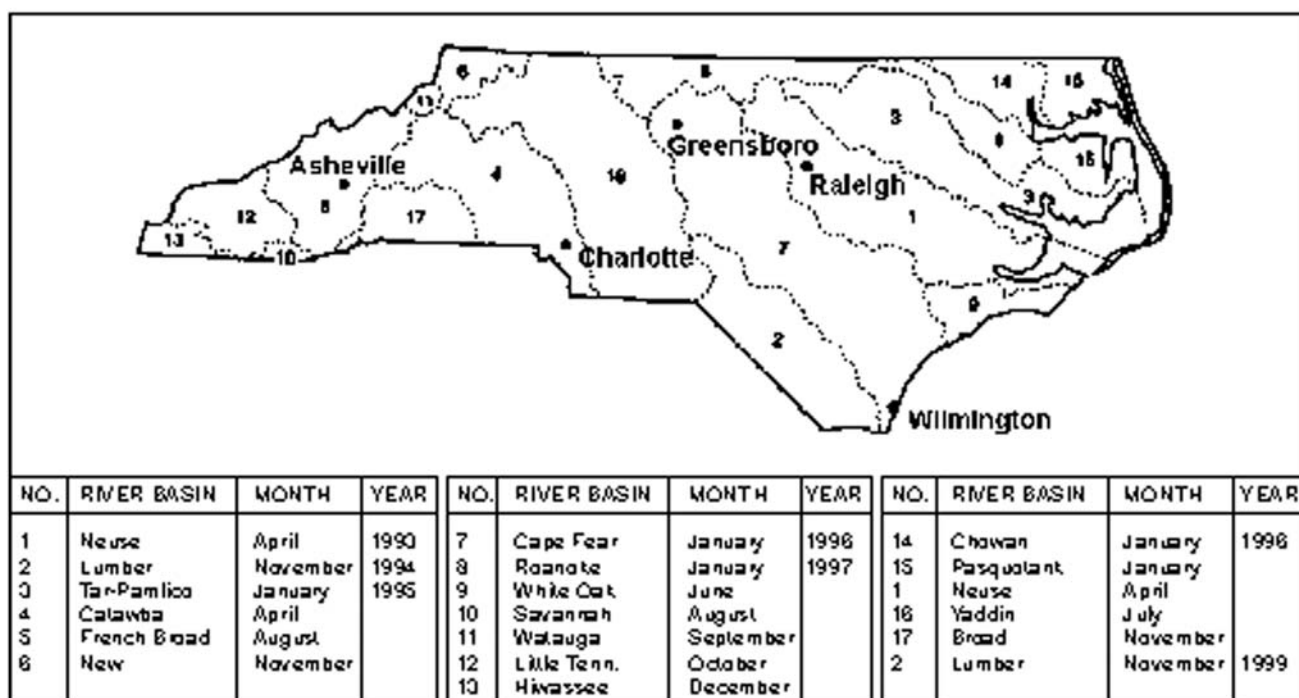 6 8 14 15
11 3
Greensboro 8 15
Asheville Raleigh
4 16 3
12 5 17 1
13 7
10 Charlotte
9
2
Wilmington
NO. RIVER BASIN MONTH YEAR
1 Neuse April 1993
2 Lumber November 1994
3 Tar-Pamlico January 1995
4 Catawba April
5 French Broad August
6 New November
NO. RIVER BASIN MONTH YEAR
7 Cape Fear January 1996
8 Roanoke January 1997
9 White Oak June
10 Savannah August
11 Watauga September
12 Little Tenn. October
13 Hiwassee December
NO. RIVER BASIN MONTH YEAR
14 Chowan January 1998
15 Pasquotank January
1 Neuse April
16 Yadkin July
17 Broad November
2 Lumber November 1999